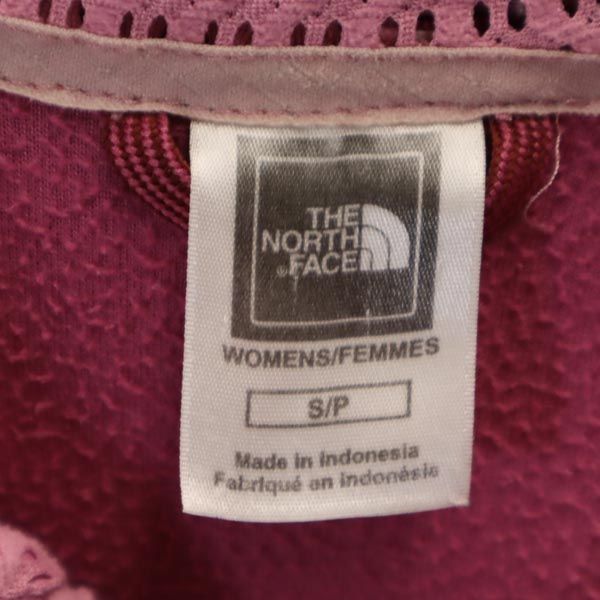 THE
NORTH
FACE
WOMENS/FEMMES
S/P
Made in Indonesia
Fabriqué en Indonésie